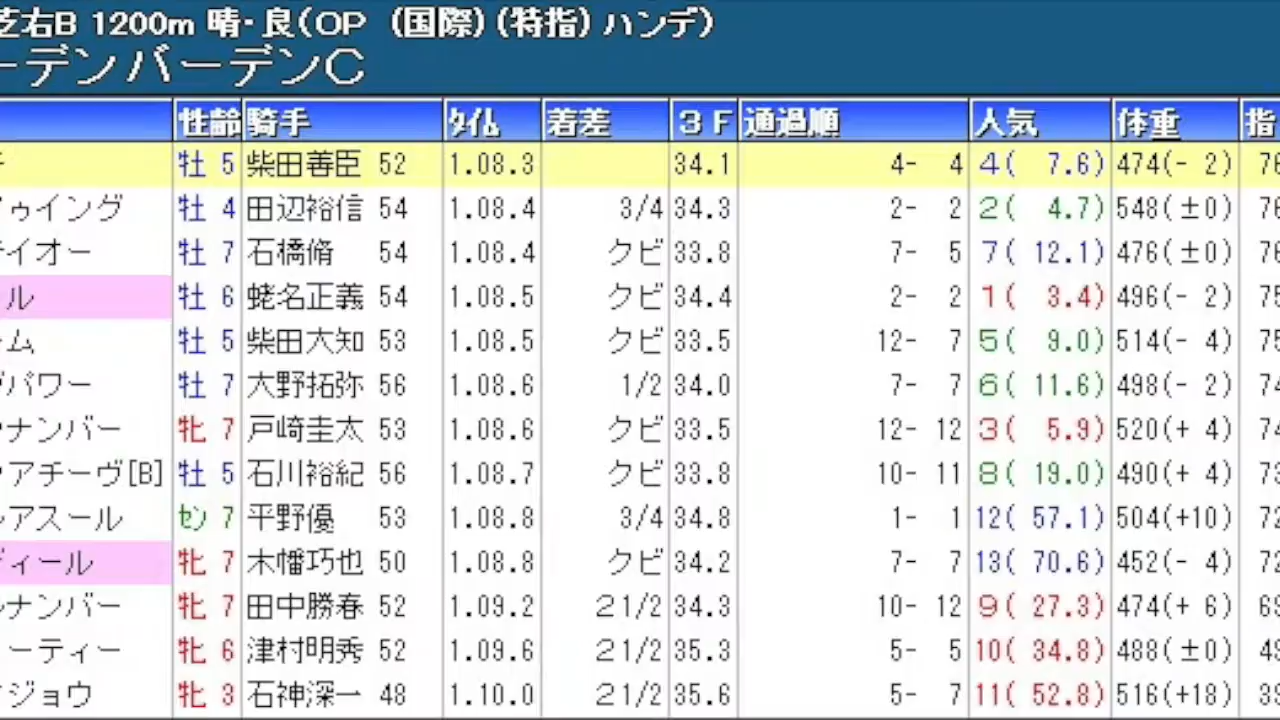 芝右B 1200m 晴・良(OP (国際)(特指) ハンデ)
ーデンバーデンC
性齢 騎手 タイム 着差 3F 通過順 人気 体重 指
牡 5 柴田善臣 52 1.08.3 34.1 4- 4 4( 7.6) 474(- 2) 76
ゥイング 牡 4 田辺裕信 54 1.08.4 3/4 34.3 2- 2 2( 4.7) 548(±0) 76
テイオー 牡 7 石橋脩 54 1.08.4 クビ 33.8 7- 5 7( 12.1) 476(±0) 76
ール 牡 6 蛯名正義 54 1.08.5 クビ 34.4 2- 2 1( 3.4) 496(- 2) 75
ーム 牡 5 柴田大知 53 1.08.5 クビ 33.5 12- 7 5( 9.0) 514(- 4) 75
パワー 牡 7 大野拓弥 56 1.08.6 1/2 34.0 7- 7 6( 11.6) 498(- 2) 74
ナンバー 牝 7 戸崎圭太 53 1.08.6 クビ 33.5 12- 12 3( 5.9) 520(+ 4) 74
アチーヴ[B] 牡 5 石川裕紀 56 1.08.7 クビ 33.8 10- 11 8( 19.0) 490(+ 4) 73
ルアスール セン 7 平野優 53 1.08.8 3/4 34.8 1- 1 12( 57.1) 504(+10) 72
ディール 牝 7 木幡巧也 50 1.08.8 クビ 34.2 7- 7 13( 70.6) 452(- 4) 72
ナンバー 牝 7 田中勝春 52 1.09.2 21/2 34.3 10- 12 9( 27.3) 474(+ 6)
ーティー 牝 6 津村明秀 52 1.09.6 21/2 35.3 5- 5 10( 34.8) 488(±0) 49
ジョウ 牝 3 石神深一 48 1.10.0 21/2 35.6 5- 7 11( 52.8) 516(+18)